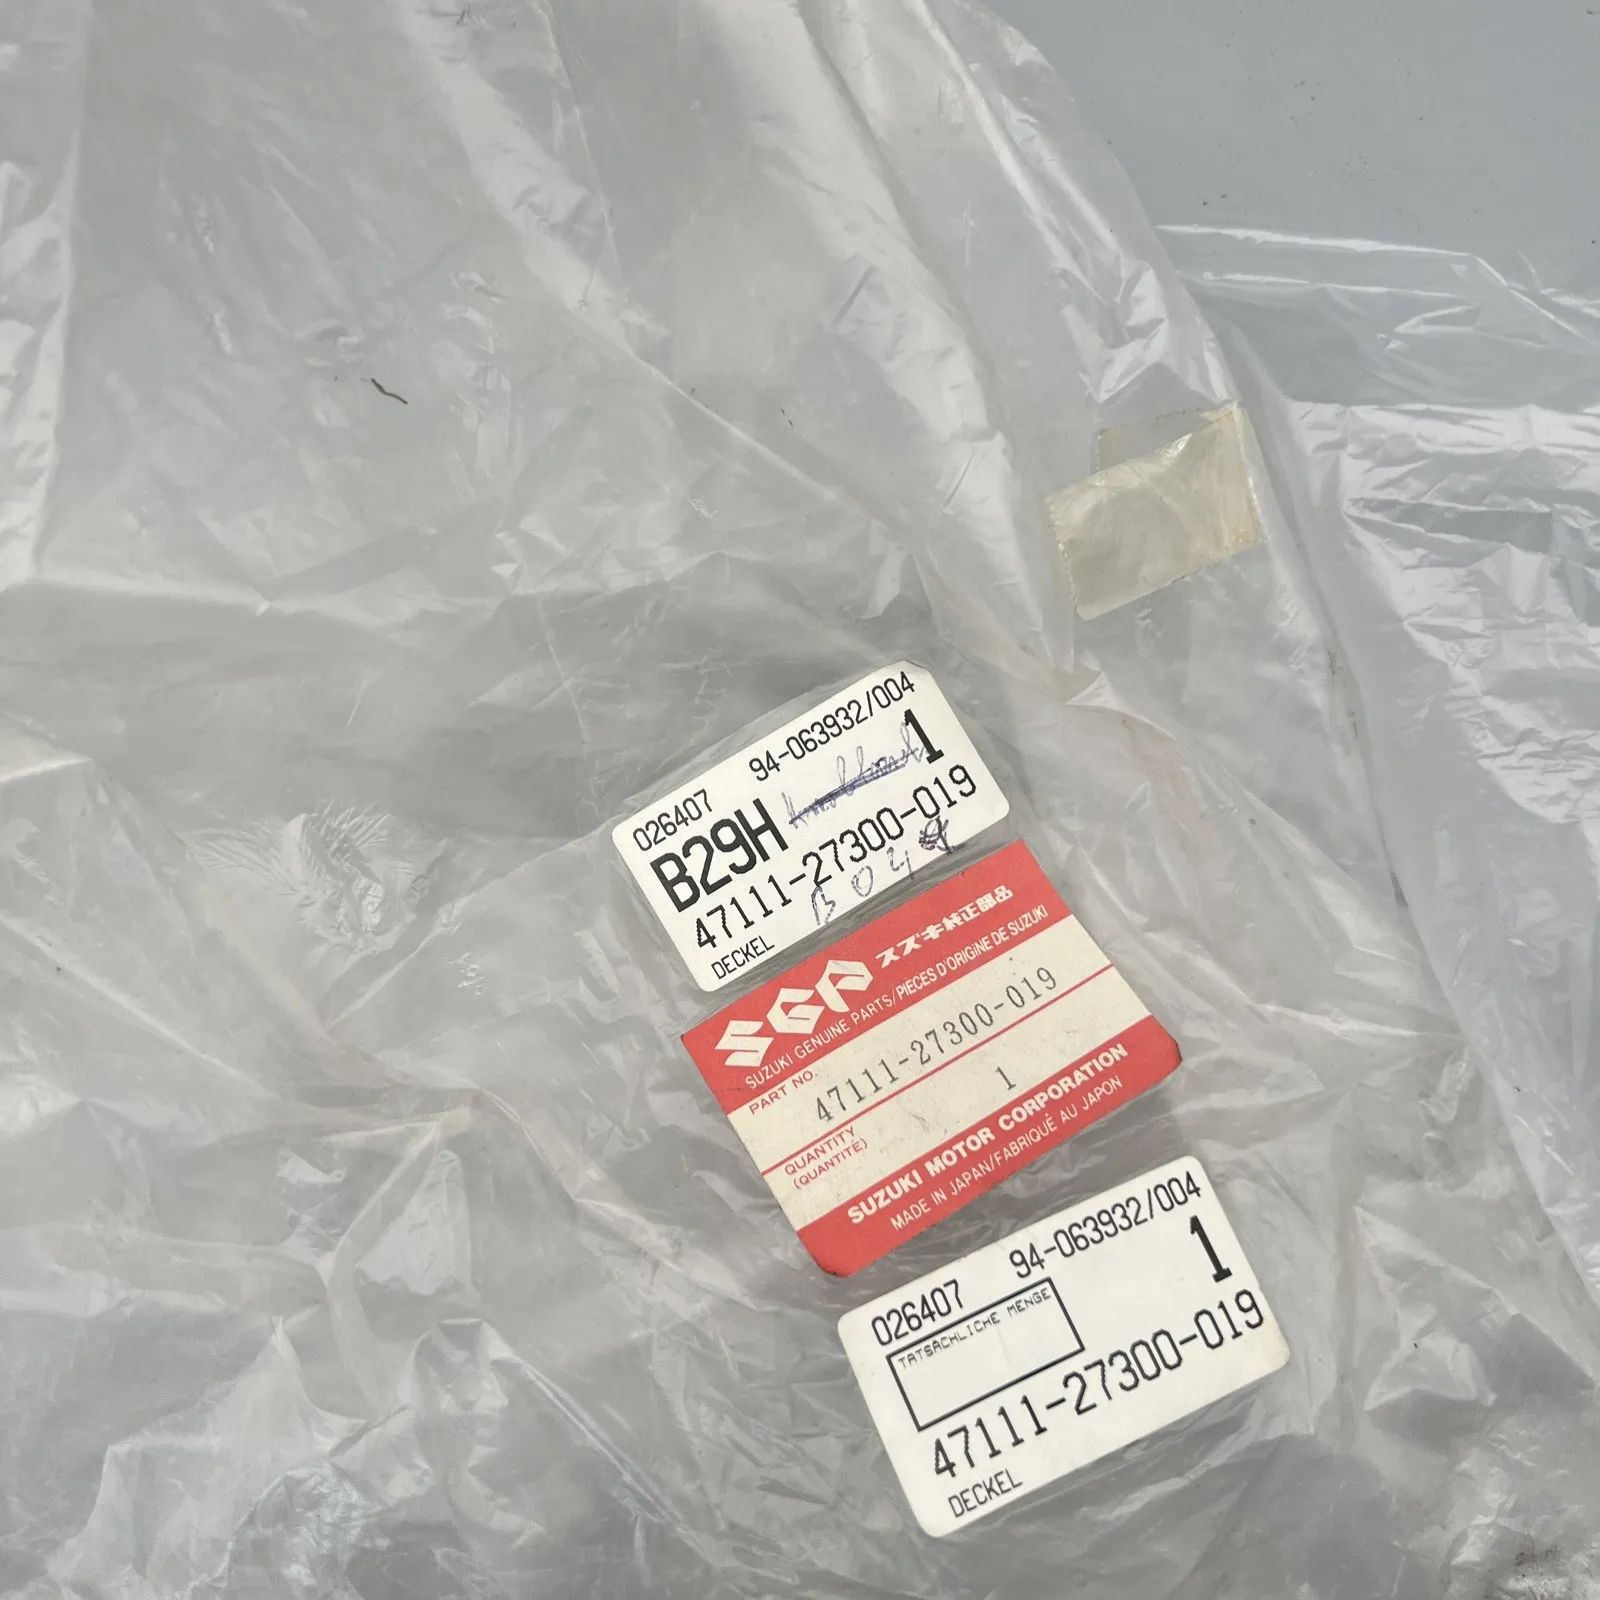 026407 94-063932/004
B29H 1
47111-27300-019
DECKEL
B 04
SGP スズキ純正部品
SUZUKI GENUINE PARTS/PIECES D'ORIGINE DE SUZUKI
PART NO. 47111-27300-019
QUANTITY 1
(QUANTITÉ)
SUZUKI MOTOR CORPORATION
MADE IN JAPAN/FABRIQUÉ AU JAPON
026407 94-063932/004
TATSÄCHLICHE MENGE 1
47111-27300-019
DECKEL